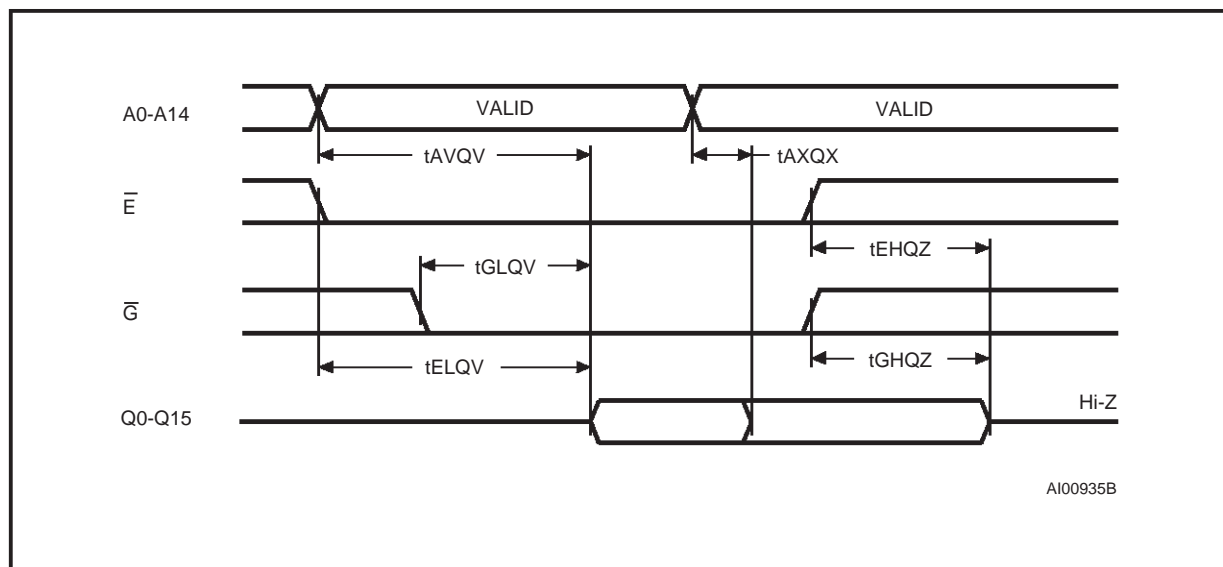 A0-A14
VALID
VALID
tAVQV
tAXQX
E̅
tEHQZ
tGLQV
G̅
tELQV
tGHQZ
Q0-Q15
Hi-Z
AI00935B